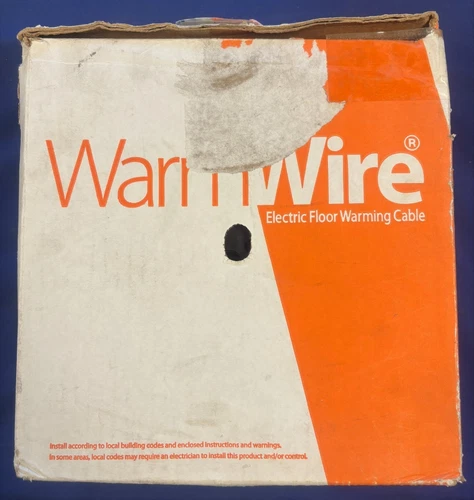 WarmWire®
Electric Floor Warming Cable
Install according to local building codes and enclosed instructions and warnings.
In some areas, local codes may require an electrician to install this product and/or control.